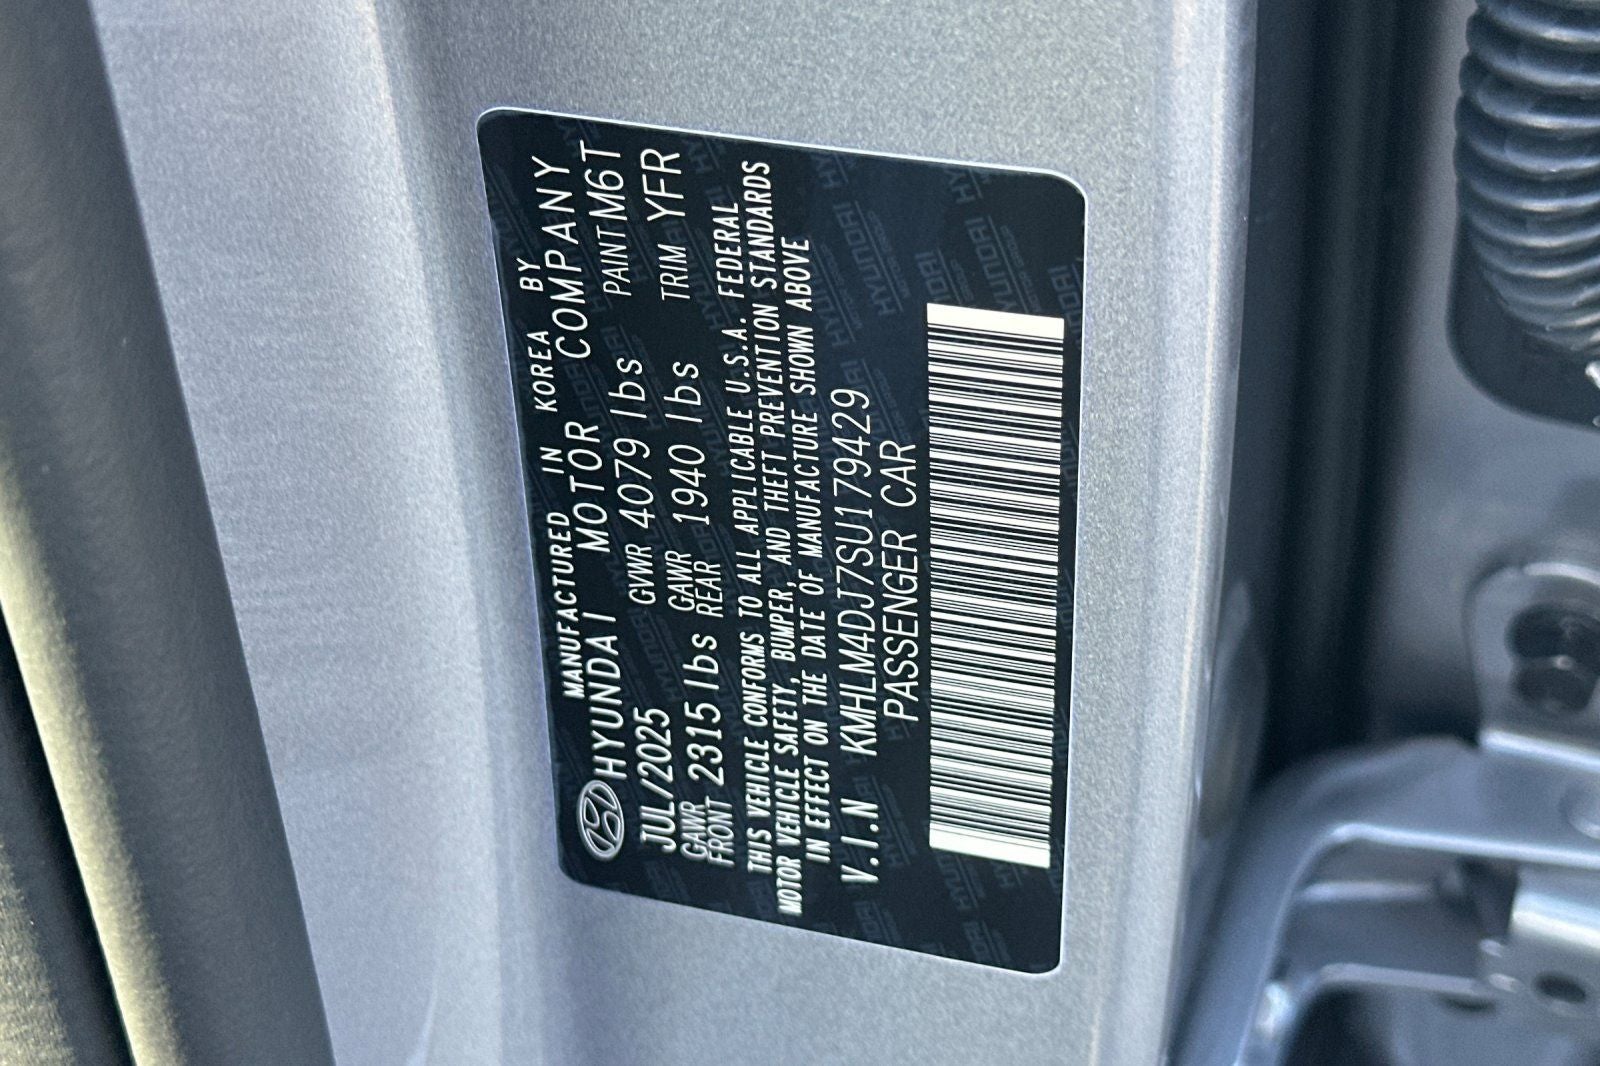 MANUFACTURED IN KOREA BY
HYUNDAI MOTOR COMPANY
JUL/2025 GVWR 4079 lbs PAINT M6T
GAWR FRONT 2315 lbs GAWR REAR 1940 lbs TRIM YFR
THIS VEHICLE CONFORMS TO ALL APPLICABLE U.S.A. FEDERAL
MOTOR VEHICLE SAFETY, BUMPER, AND THEFT PREVENTION STANDARDS
IN EFFECT ON THE DATE OF MANUFACTURE SHOWN ABOVE
V.I.N KMHLM4DJ7SU179429
PASSENGER CAR